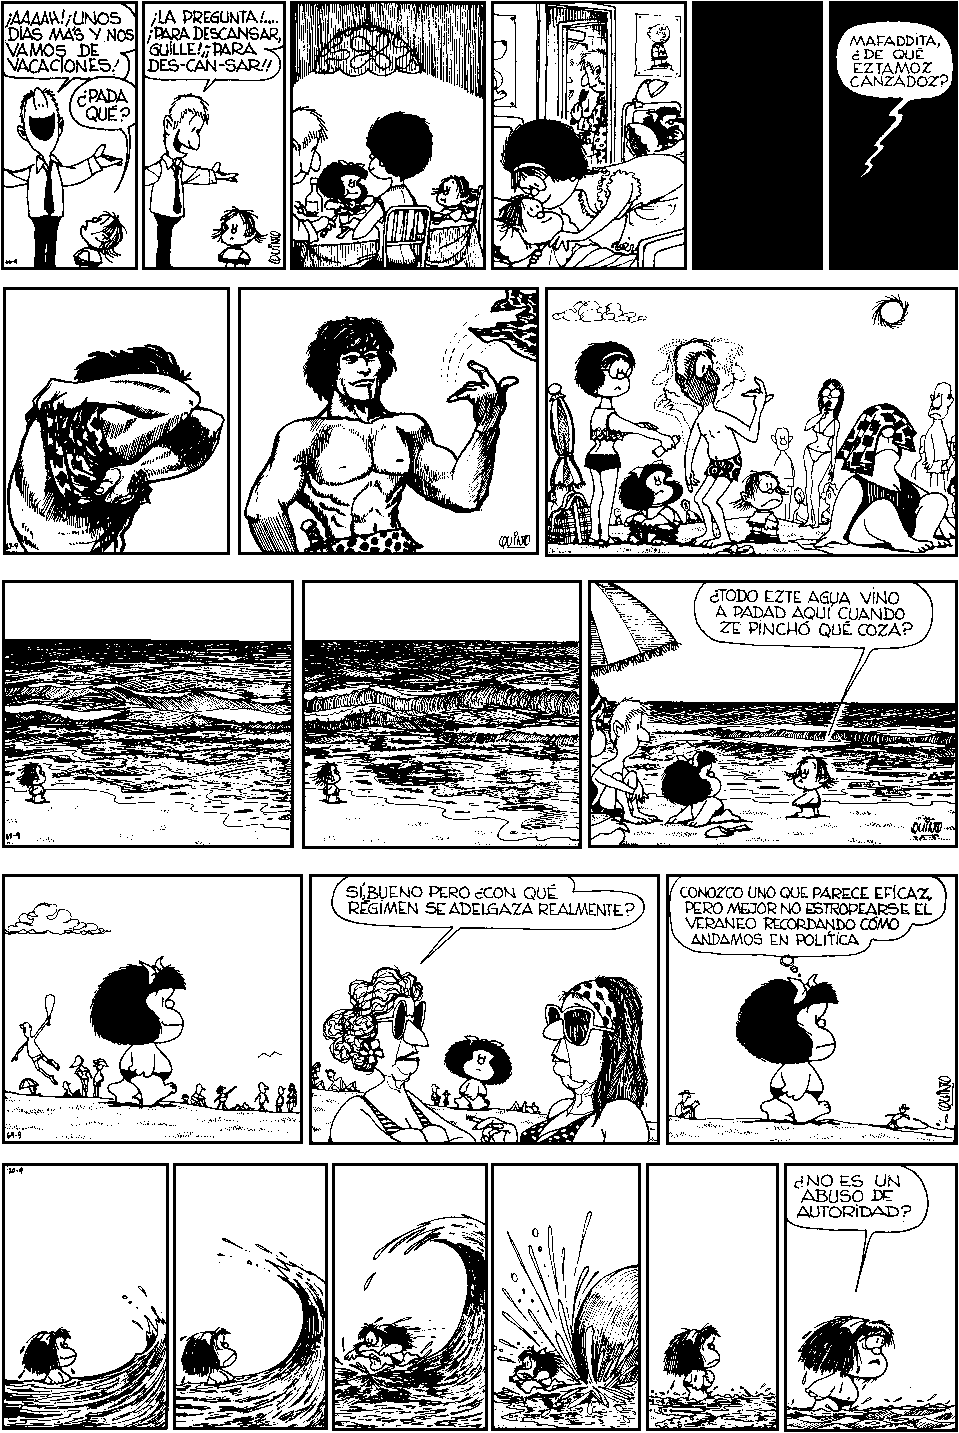 ¡AAAAH!¡UNOS
DÍAS MÁS Y NOS
VAMOS DE
VACACIONES!
¿PADA
QUÉ?
¡LA PREGUNTA!....
¡PARA DESCANSAR,
GUILLE!¡PARA
DES-CAN-SAR!!
QUINO
MAFADDITA,
¿DE QUÉ
EZTAMOZ
CANZADOZ?
QUINO
¿TODO EZTE AGUA VINO
A PADAD AQUÍ CUANDO
ZE PINCHÓ QUÉ COZA?
QUINO
SÍ,BUENO PERO ¿CON QUÉ
RÉGIMEN SE ADELGAZA REALMENTE?
CONOZCO UNO QUE PARECE EFICAZ,
PERO MEJOR NO ESTROPEARSE EL
VERANEO RECORDANDO CÓMO
ANDAMOS EN POLÍTICA
QUINO
¿NO ES UN
ABUSO DE
AUTORIDAD?